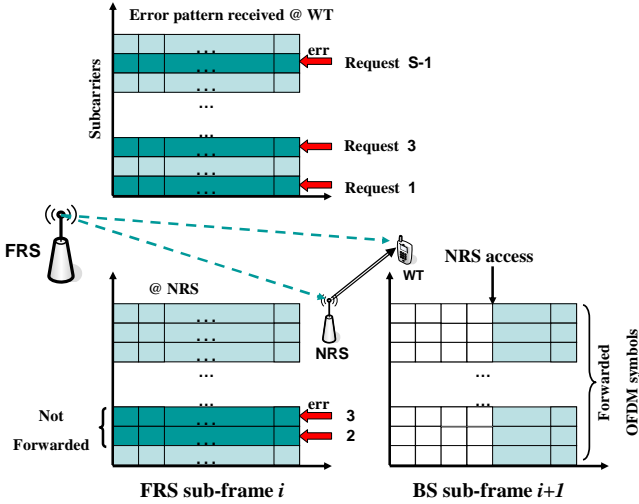 Error pattern received @ WT
Subcarriers
...
err
Request S-1
...
...
...
...
...
Request 3
...
Request 1
...
FRS
WT
NRS
NRS access
@ NRS
...
...
...
...
...
err
Not
Forwarded
...
3
...
2
...
...
...
Forwarded
OFDM symbols
FRS sub-frame i
BS sub-frame i+1